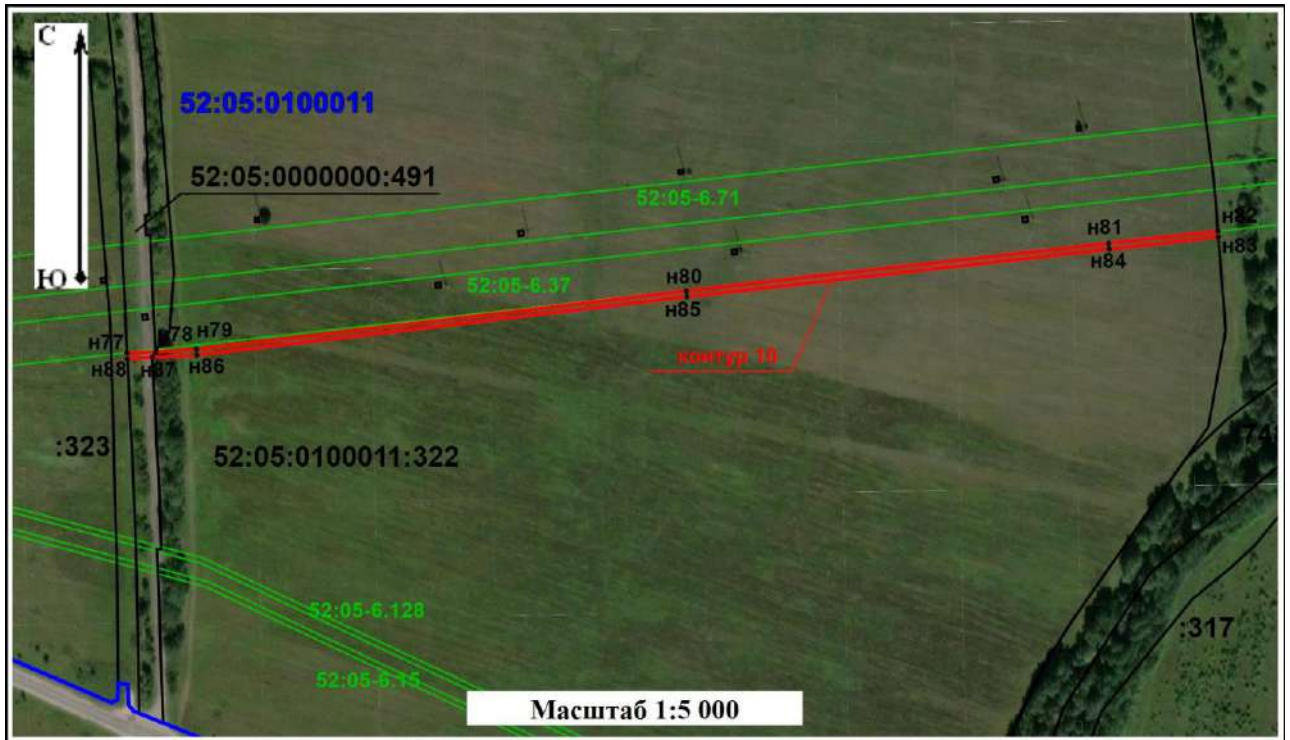 С
52:05:0100011
52:05:0000000:491
52:05-6.71
н82
н81
н83
Ю
н84
52:05-6.37
н80
н85
н77
78
н79
контур 10
н88
н87
н86
:323
52:05:0100011:322
52:05-6.128
:317
52:05-6.15
Масштаб 1:5 000